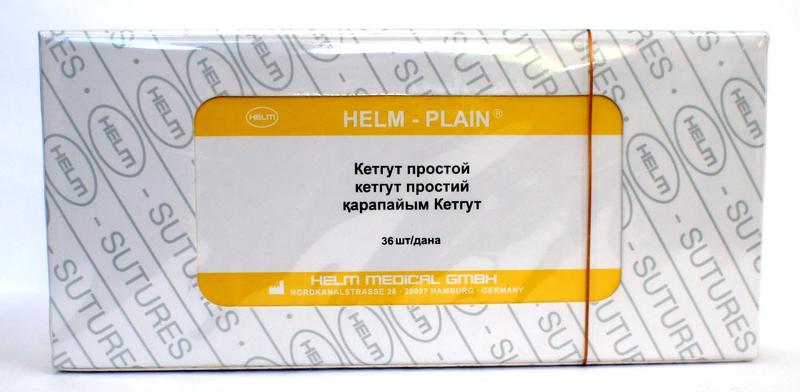 HELM
HELM - PLAIN®
Кетгут простой
кетгут простий
қарапайым Кетгут
36 шт/дана
HELM MEDICAL GMBH
NORDKANALSTRASSE 28 · 20097 HAMBURG · GERMANY
HELM - SUTURES ·